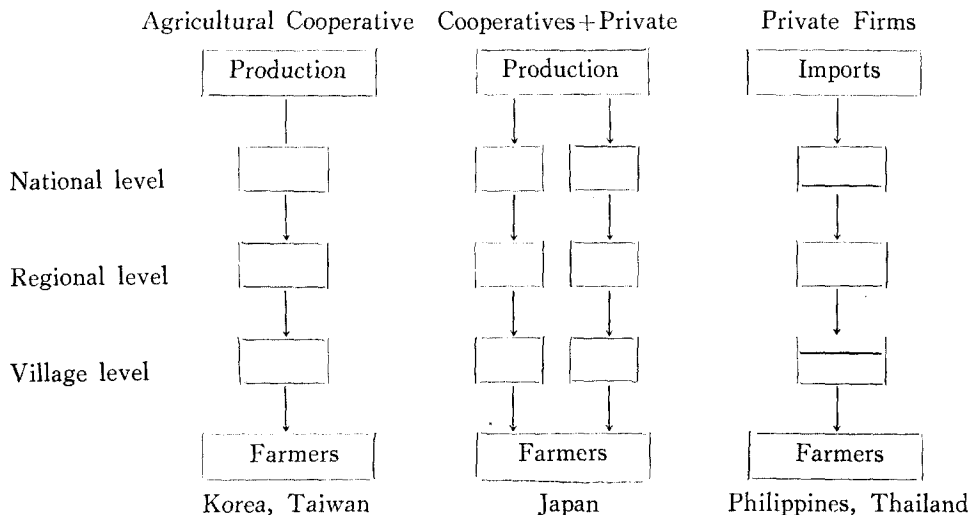 Agricultural Cooperative Cooperatives+Private Private Firms
Production Production Imports
National level
Regional level
Village level
Farmers Farmers Farmers
Korea, Taiwan Japan Philippines, Thailand